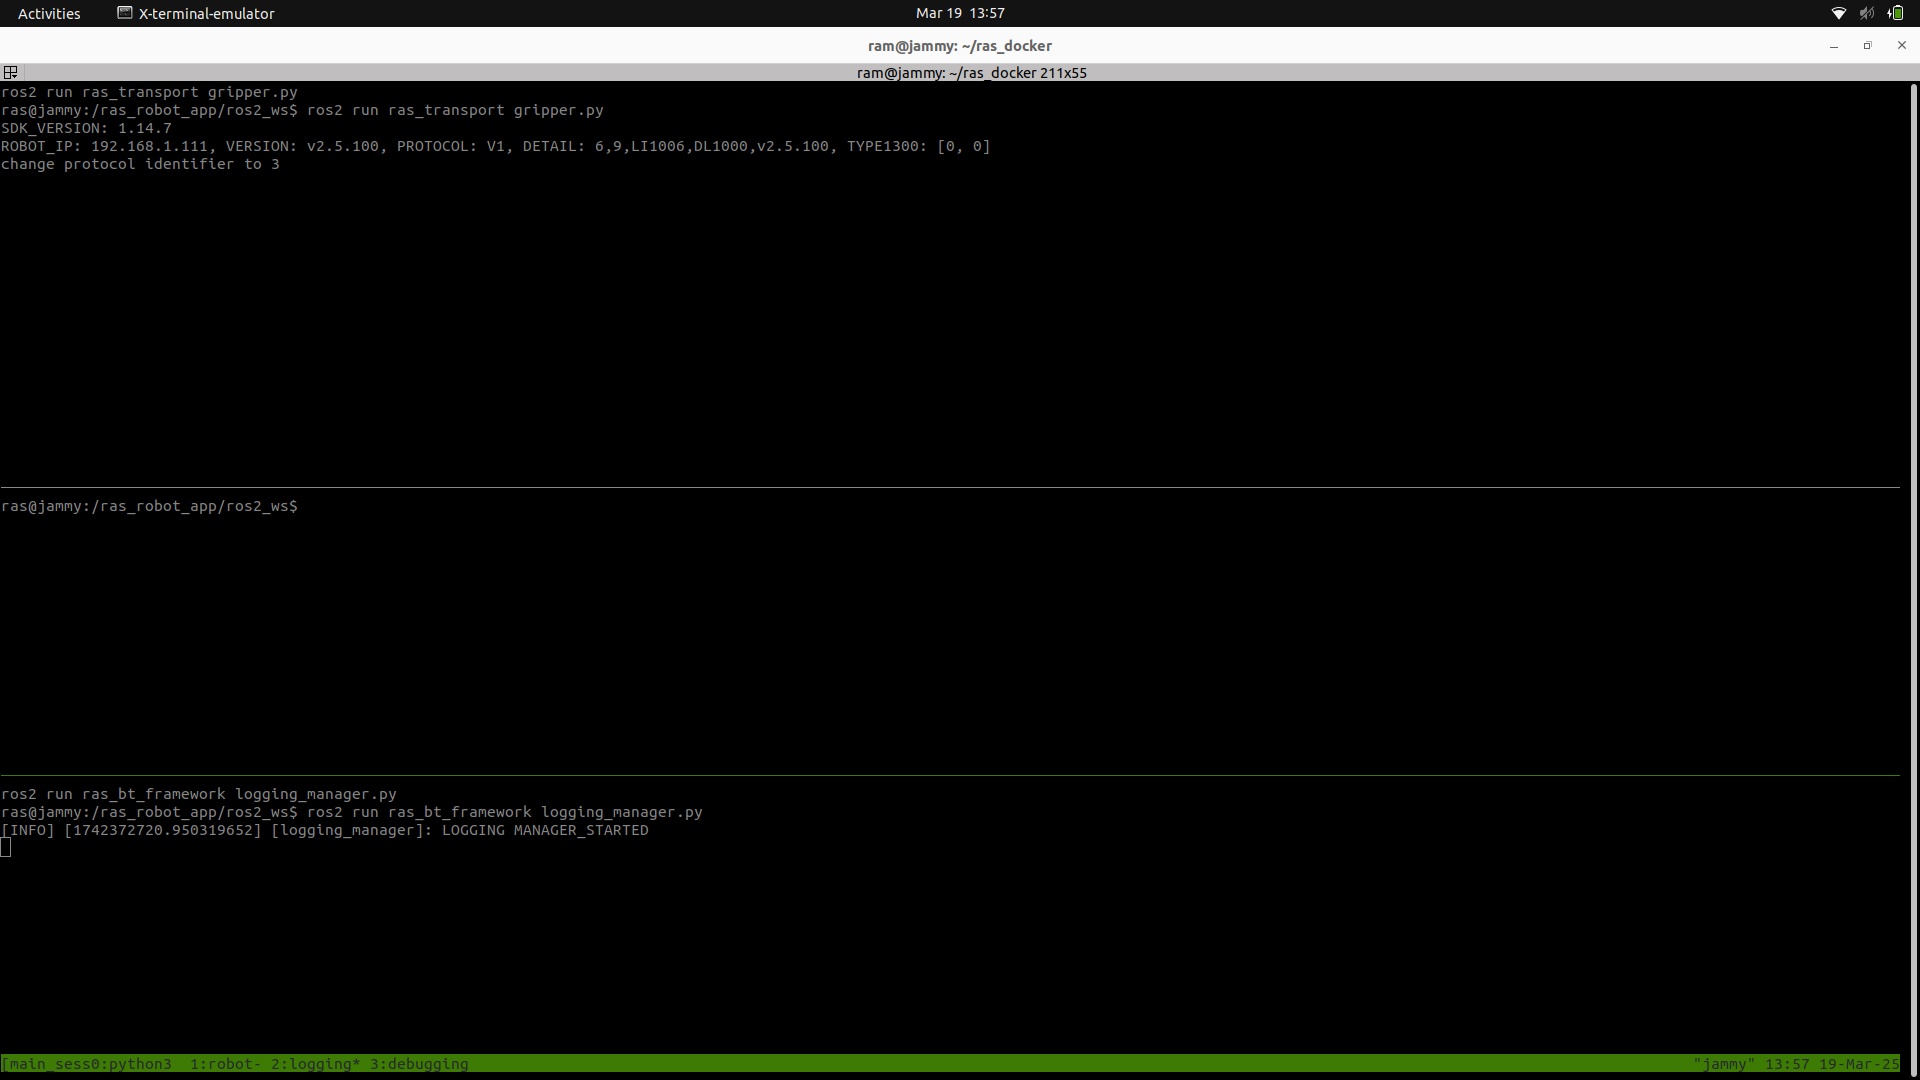 Activities X-terminal-emulator Mar 19 13:57
ram@jammy: ~/ras_docker
ram@jammy: ~/ras_docker 211x55
ros2 run ras_transport gripper.py
ras@jammy:/ras_robot_app/ros2_ws$ ros2 run ras_transport gripper.py
SDK_VERSION: 1.14.7
ROBOT_IP: 192.168.1.111, VERSION: v2.5.100, PROTOCOL: V1, DETAIL: 6,9,LI1006,DL1000,v2.5.100, TYPE1300: [0, 0]
change protocol identifier to 3
ras@jammy:/ras_robot_app/ros2_ws$
ros2 run ras_bt_framework logging_manager.py
ras@jammy:/ras_robot_app/ros2_ws$ ros2 run ras_bt_framework logging_manager.py
[INFO] [1742372720.950319652] [logging_manager]: LOGGING MANAGER_STARTED
[main_sess0:python3 1:robot- 2:logging* 3:debugging "jammy" 13:57 19-Mar-25